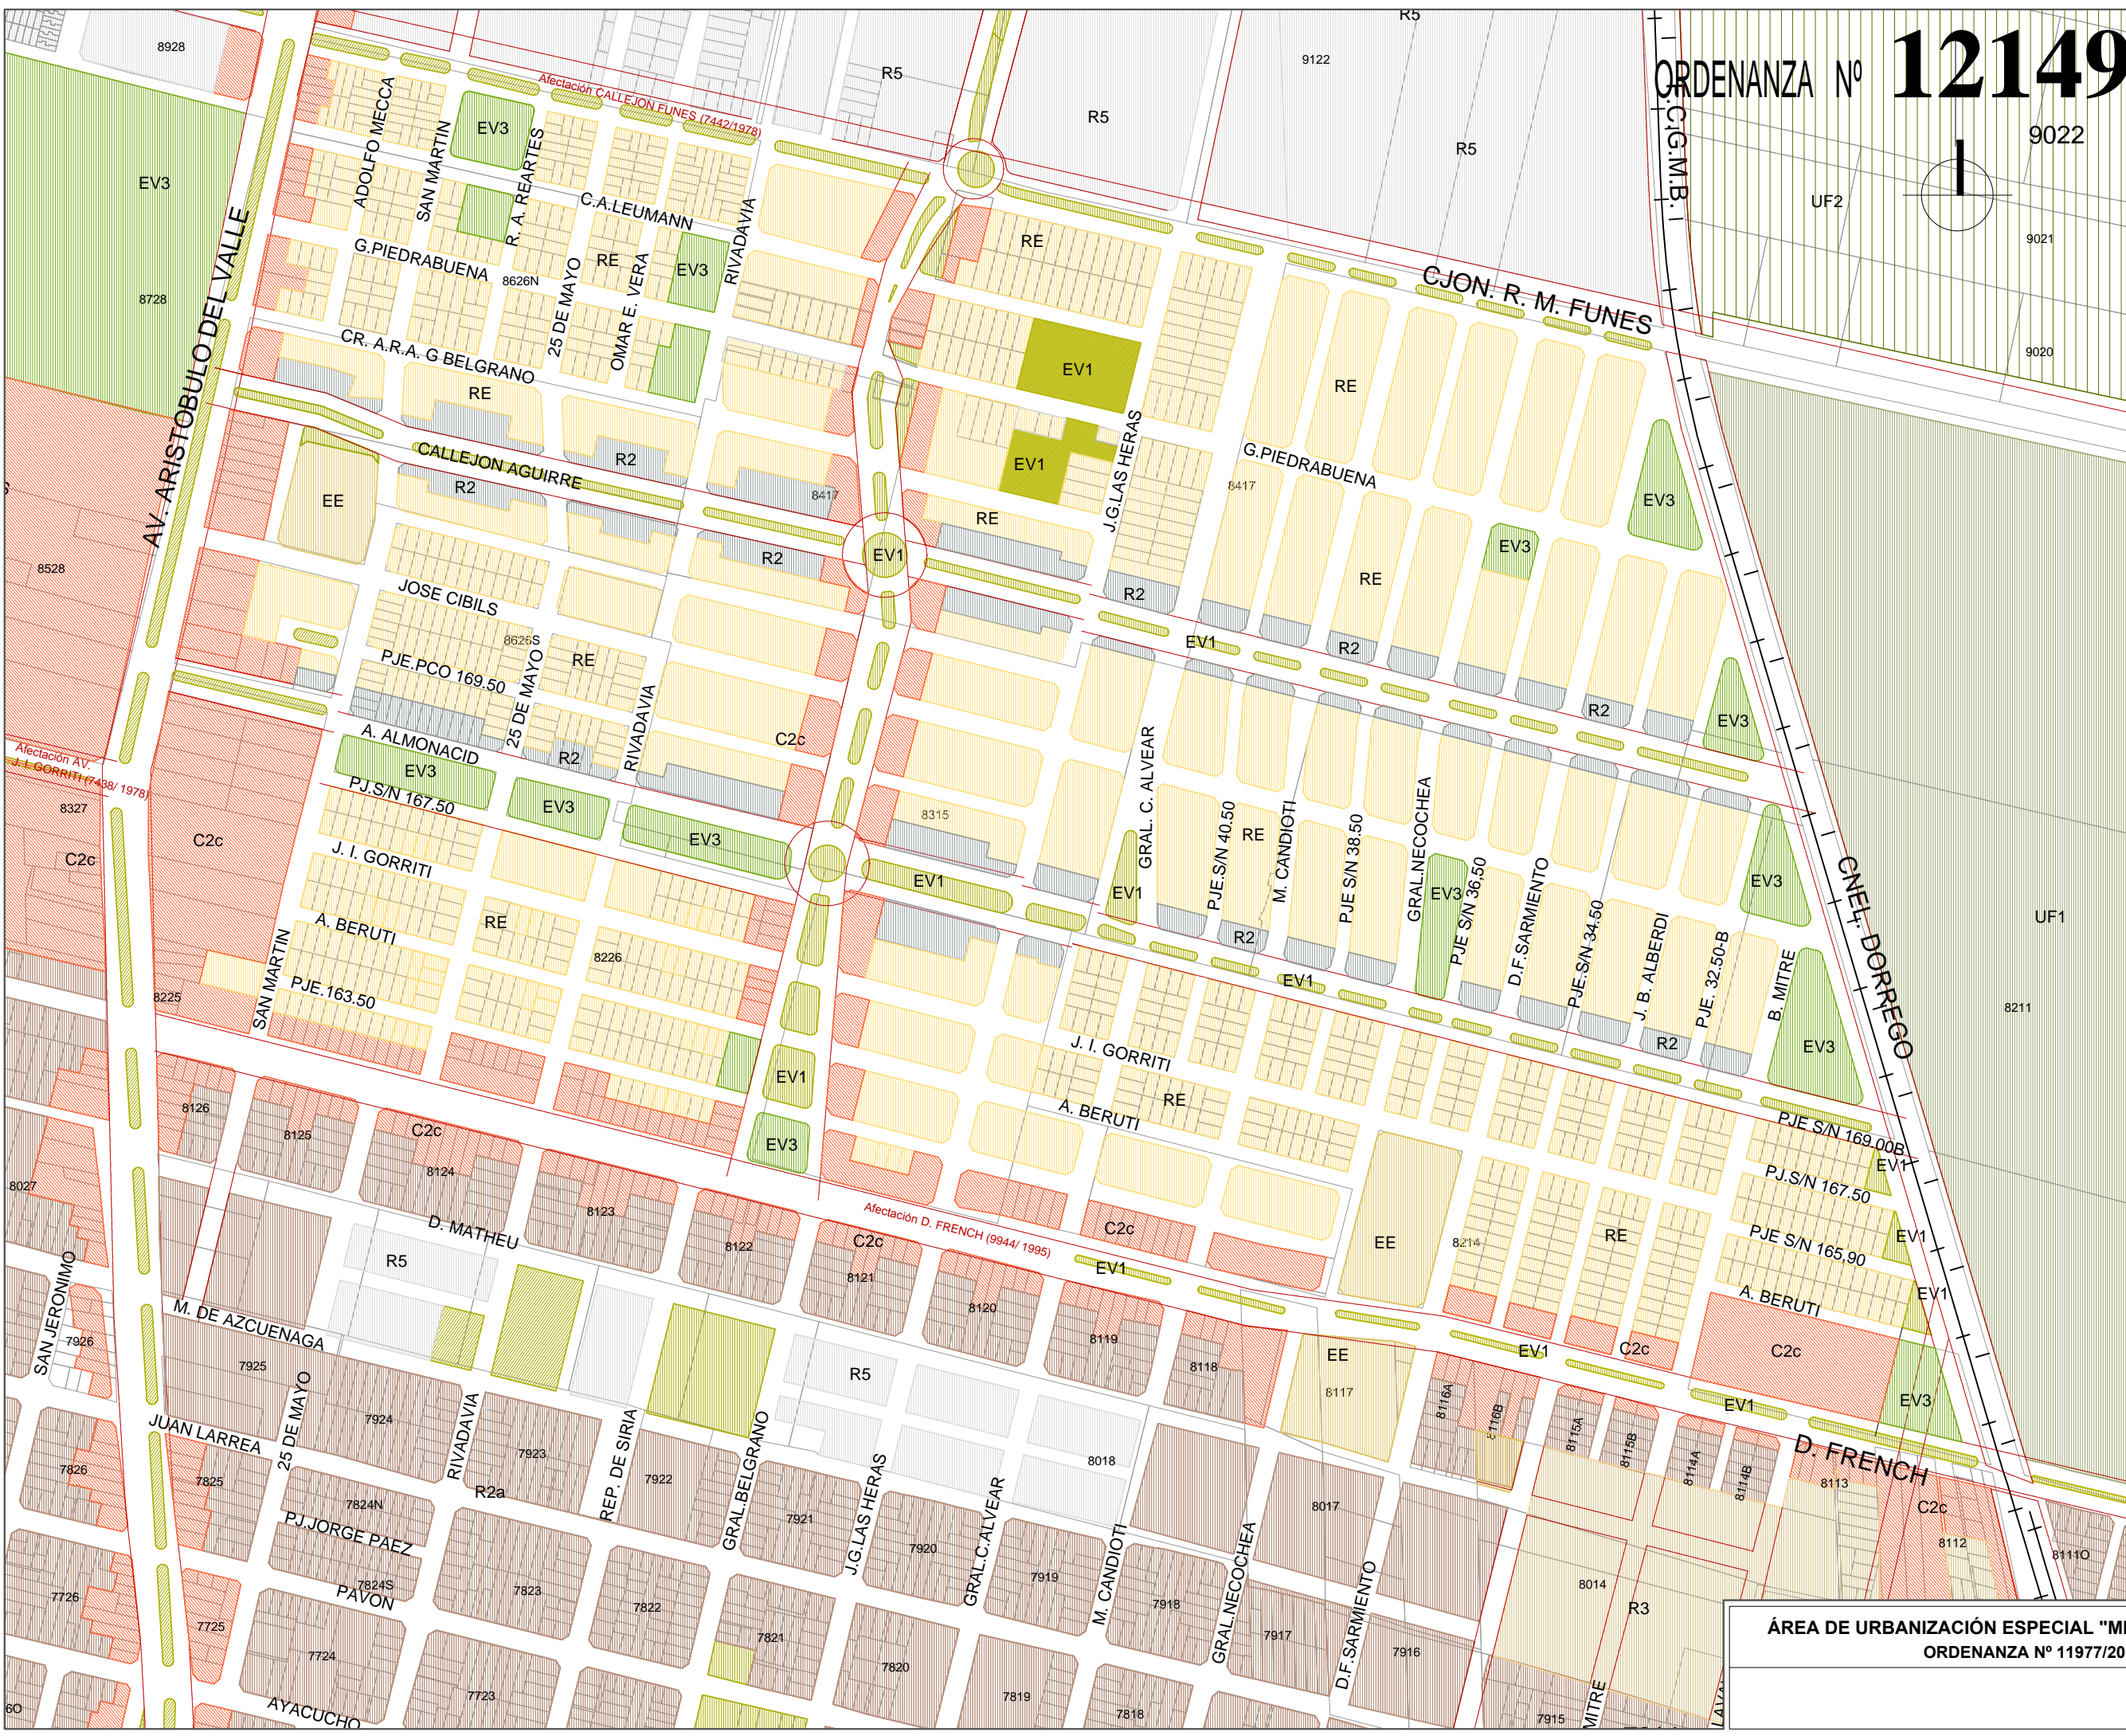 ORDENANZA Nº 12149
R5
8928
R5
9122
R5
R5
F.C.G.M.B.
9022
Afectación CALLEJON FUNES (7442/1978)
ADOLFO MECCA
SAN MARTIN
EV3
R. A. REARTES
EV3
C.A.LEUMANN
RIVADAVIA
UF2
9021
RE
G.PIEDRABUENA
8626N
25 DE MAYO
RE
OMAR E. VERA
EV3
8728
CJON. R. M. FUNES
9020
AV. ARISTOBULO DEL VALLE
CR. A.R.A. G BELGRANO
RE
EV1
RE
CALLEJON AGUIRRE
R2
R2
8417
EV1
J.G.LAS HERAS
G.PIEDRABUENA
8417
EE
RE
EV3
EV3
8528
R2
EV1
RE
JOSE CIBILS
R2
8626S
RE
PJE.PCO 169.50
25 DE MAYO
RIVADAVIA
EV1
R2
R2
EV3
C2c
A. ALMONACID
R2
GRAL. C. ALVEAR
Afectación AV.
J. I. GORRITI (7438/ 1978)
EV3
PJ.S/N 167.50
EV3
EV3
8327
C2c
C2c
8315
PJE.S/N 40.50
RE
M. CANDIOTI
PJE S/N 38.50
GRAL.NECOCHEA
J. I. GORRITI
EV1
EV1
EV3
PJE S/N 36,50
D.F.SARMIENTO
PJE.S/N 34.50
J. B. ALBERDI
PJE. 32.50-B
B. MITRE
EV3
CNEL. DORREGO
UF1
A. BERUTI
RE
R2
SAN MARTIN
8226
PJE.163.50
8225
EV1
8211
J. I. GORRITI
R2
EV3
EV1
RE
A. BERUTI
8126
8125
C2c
EV3
PJE S/N 169.00B
EV1
PJ.S/N 167.50
8124
8027
8123
Afectación D. FRENCH (9944/ 1995)
C2c
C2c
D. MATHEU
8122
EE
8214
RE
EV1
PJE S/N 165,90
R5
8121
EV1
A. BERUTI
EV1
SAN JERONIMO
M. DE AZCUENAGA
8120
8119
7926
7925
8118
EE
EV1
C2c
C2c
R5
8117
8116A
8116B
8115A
8115B
8114A
8114B
EV1
EV3
D. FRENCH
JUAN LARREA
25 DE MAYO
7924
RIVADAVIA
7923
REP. DE SIRIA
GRAL.BELGRANO
J.G.LAS HERAS
8018
7826
7825
7922
R2a
8113
C2c
7824N
7921
GRAL.C.ALVEAR
8017
PJ.JORGE PAEZ
7920
M. CANDIOTI
GRAL.NECOCHEA
8112
8111O
7824S
7919
D.F.SARMIENTO
8014
7726
PAVON
7823
7822
7918
R3
7725
7821
7917
7916
7724
7820
ÁREA DE URBANIZACIÓN ESPECIAL "MI
ORDENANZA Nº 11977/20
7723
7819
AYACUCHO
7818
7915
MITRE